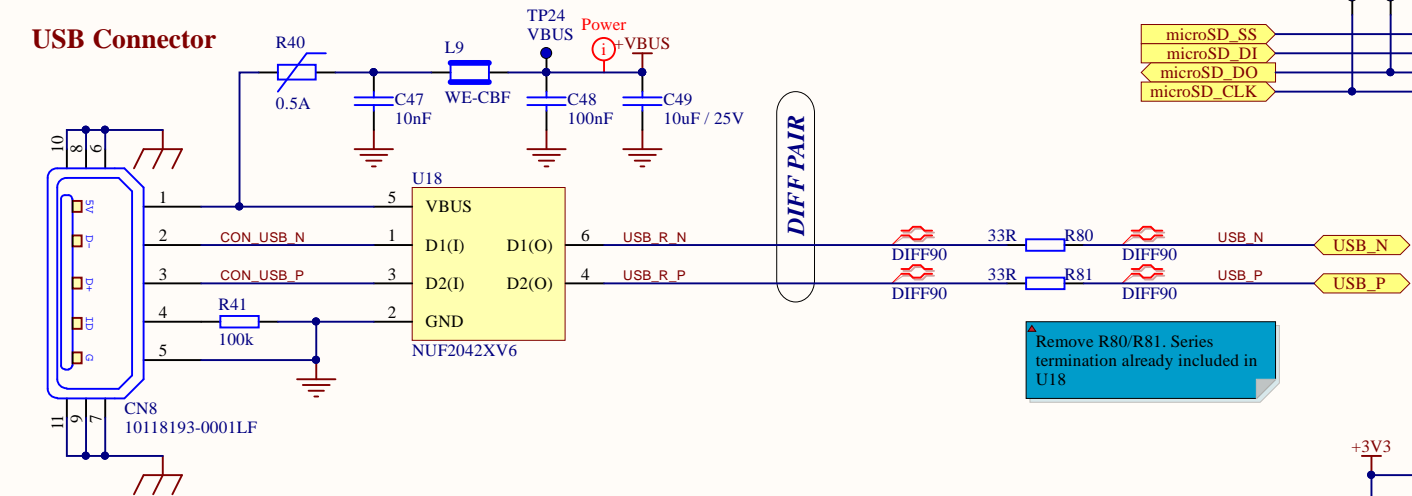 USB Connector
R40
0.5A
C47
10nF
L9
WE-CBF
TP24
VBUS
Power
i
+VBUS
C48
100nF
C49
10uF / 25V
microSD_SS
microSD_DI
microSD_DO
microSD_CLK
10
8
6
5V
D-
D+
ID
G
1
2
3
4
5
CON_USB_N
CON_USB_P
R41
100k
11
9
7
CN8
10118193-0001LF
U18
5
1
3
2
VBUS
D1(I)
D2(I)
GND
D1(O)
D2(O)
6
4
NUF2042XV6
USB_R_N
USB_R_P
DIFF PAIR
DIFF90
33R
R80
DIFF90
USB_N
USB_N
DIFF90
33R
R81
DIFF90
USB_P
USB_P
Remove R80/R81. Series
termination already included in
U18
+3V3